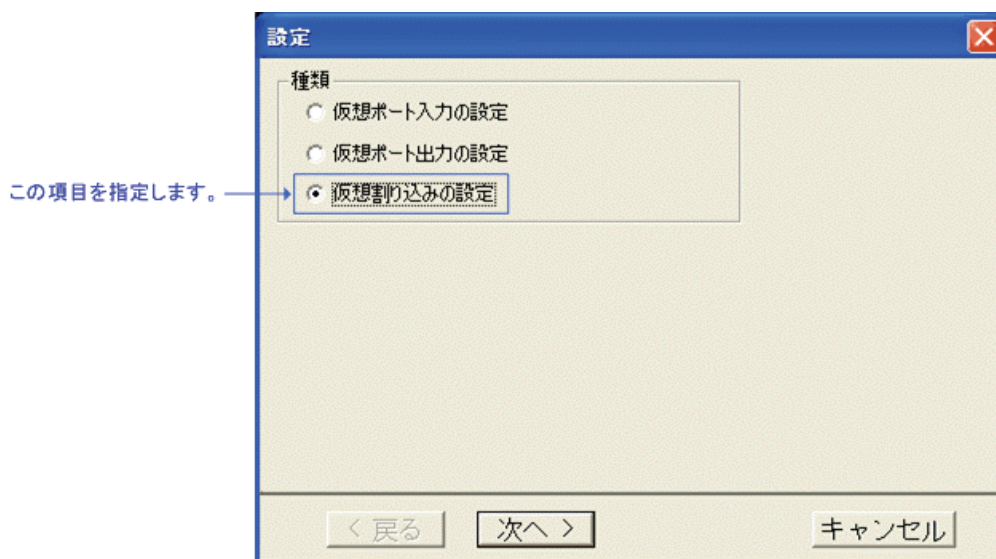 設定
種類
仮想ポート入力の設定
仮想ポート出力の設定
この項目を指定します。
仮想割り込みの設定
< 戻る
次へ >
キャンセル